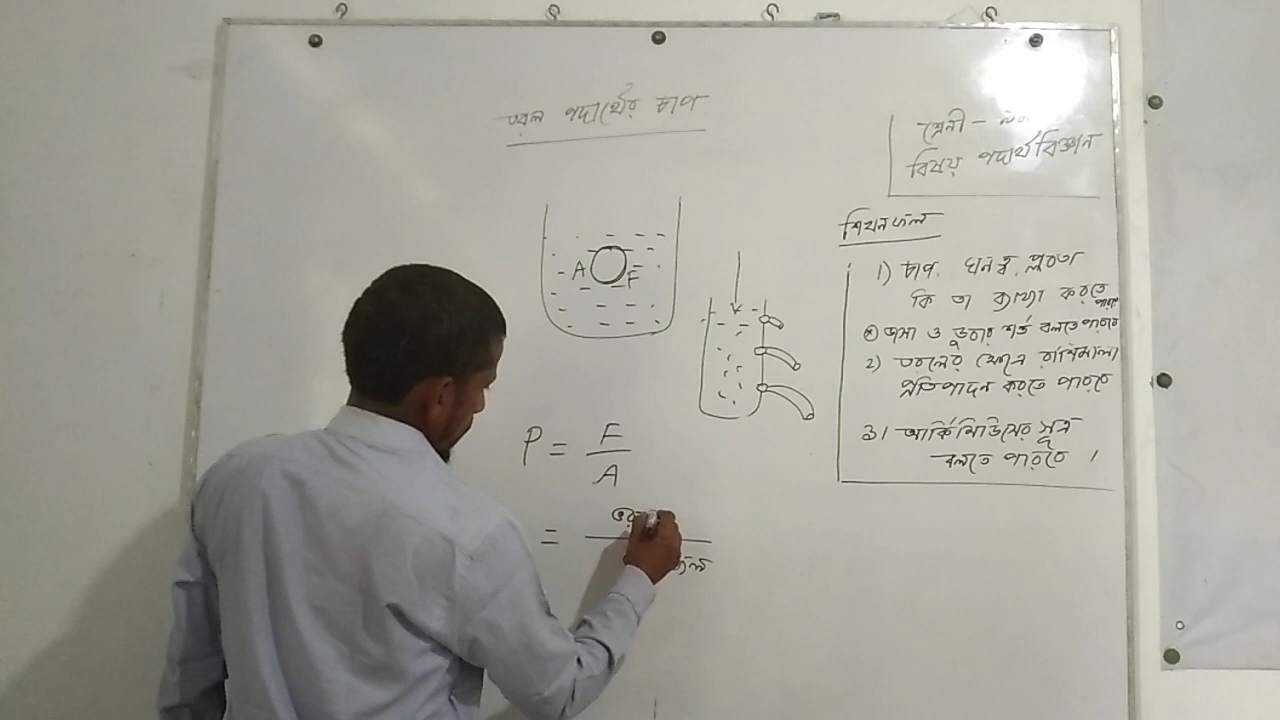 তরল পদার্থের চাপ
শ্রেনী -
বিষয় পদার্থ বিজ্ঞান
শিখনফল
১) চাপ, ঘনত্ব, প্লবতা
কি তা ব্যাখ্যা করতে পারবে
ভাসা ও ডুবার শর্ত বলতে পারবে
২) তরলের রাশিমালা
প্রতিপাদন করতে পারবে
৩। আর্কিমিডিসের সূত্র
বলতে পারবে।
A F
P = F / A
=